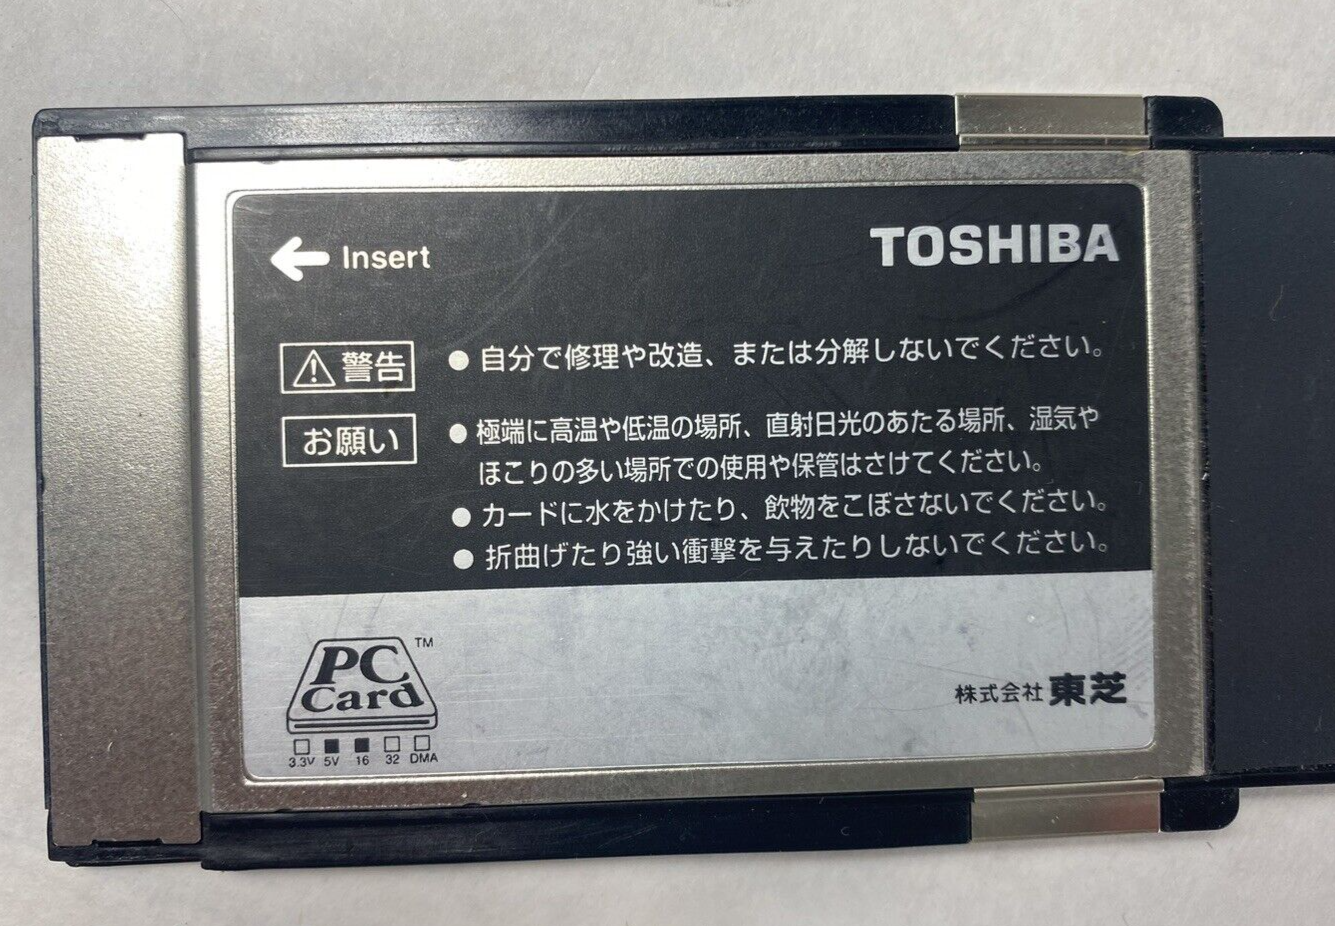 ← Insert
TOSHIBA
⚠警告
●自分で修理や改造、または分解しないでください。
お願い
●極端に高温や低温の場所、直射日光のあたる場所、湿気や
ほこりの多い場所での使用や保管はさけてください。
●カードに水をかけたり、飲物をこぼさないでください。
●折曲げたり強い衝撃を与えたりしないでください。
PC
Card
TM
3.3V 5V 16 32 DMA
株式会社 東芝